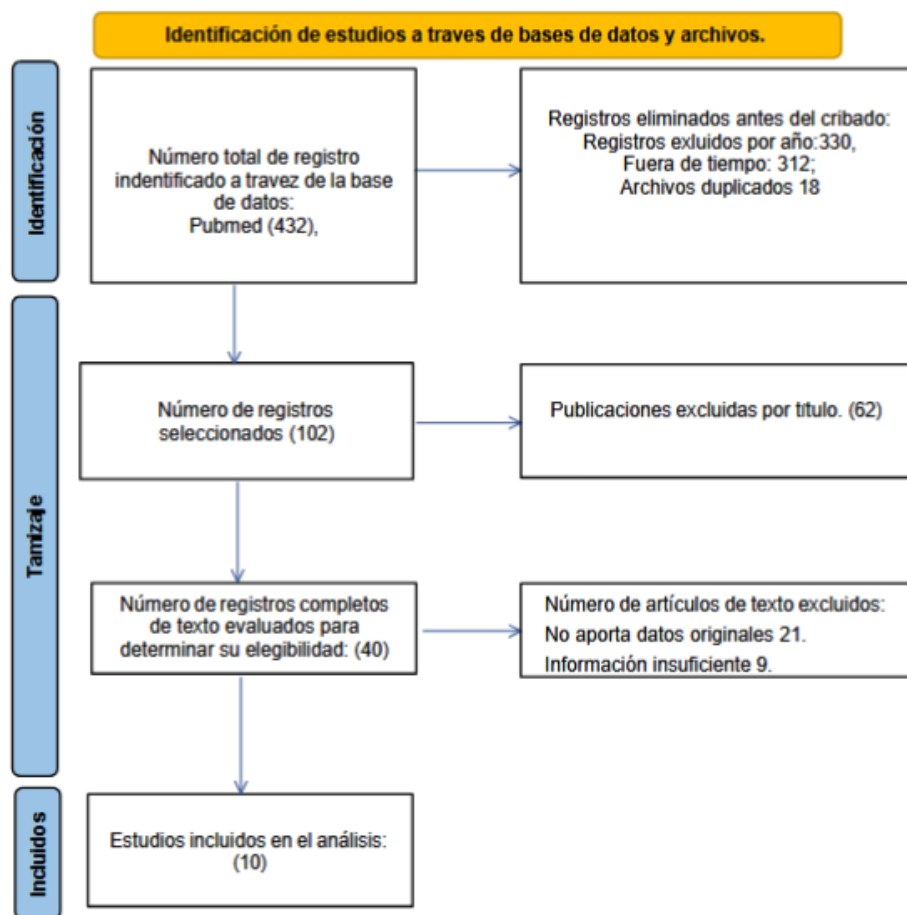 Identificación de estudios a traves de bases de datos y archivos.
Identificación
Número total de registro
indentificado a travez de la base
de datos:
Pubmed (432),
Registros eliminados antes del cribado:
Registros exluidos por año:330,
Fuera de tiempo: 312;
Archivos duplicados 18
Tamizaje
Número de registros
seleccionados (102)
Publicaciones excluidas por título. (62)
Número de registros completos
de texto evaluados para
determinar su elegibilidad: (40)
Número de artículos de texto excluidos:
No aporta datos originales 21.
Información insuficiente 9.
Incluidos
Estudios incluidos en el análisis:
(10)